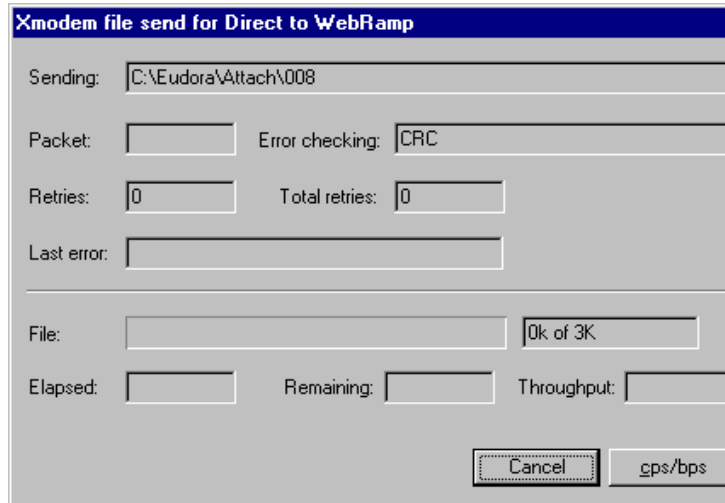 Xmodem file send for Direct to WebRamp
Sending: C:\Eudora\Attach\008
Packet: Error checking: CRC
Retries: 0 Total retries: 0
Last error:
File: 0k of 3K
Elapsed: Remaining: Throughput:
Cancel cps/bps